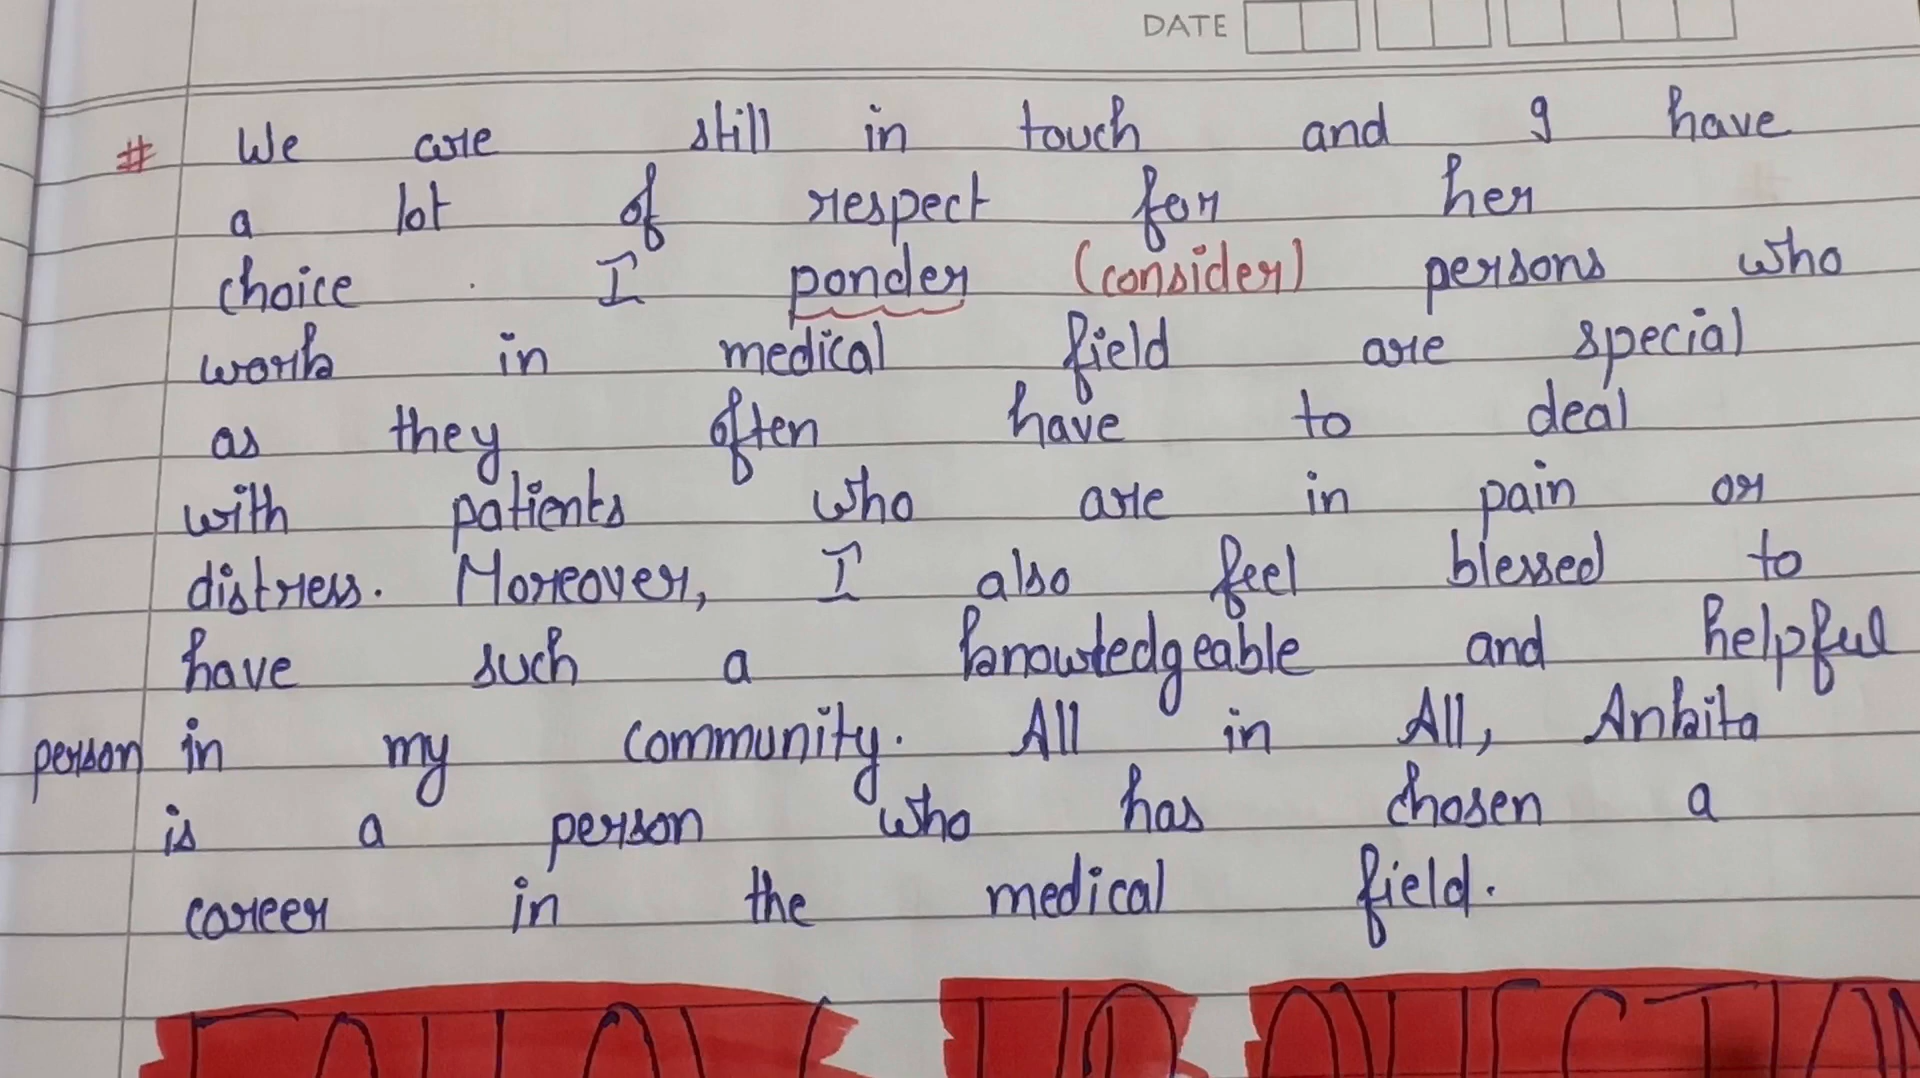 DATE
# We are still in touch and I have
a lot of respect for her
choice . I ponder (consider) persons who
work in medical field are special
as they often have to deal
with patients who are in pain or
distress. Moreover, I also feel blessed to
have such a knowledgeable and helpful
person in my community. All in All, Ankita
is a person who has chosen a
career in the medical field.
FOLLOW UP QUESTION